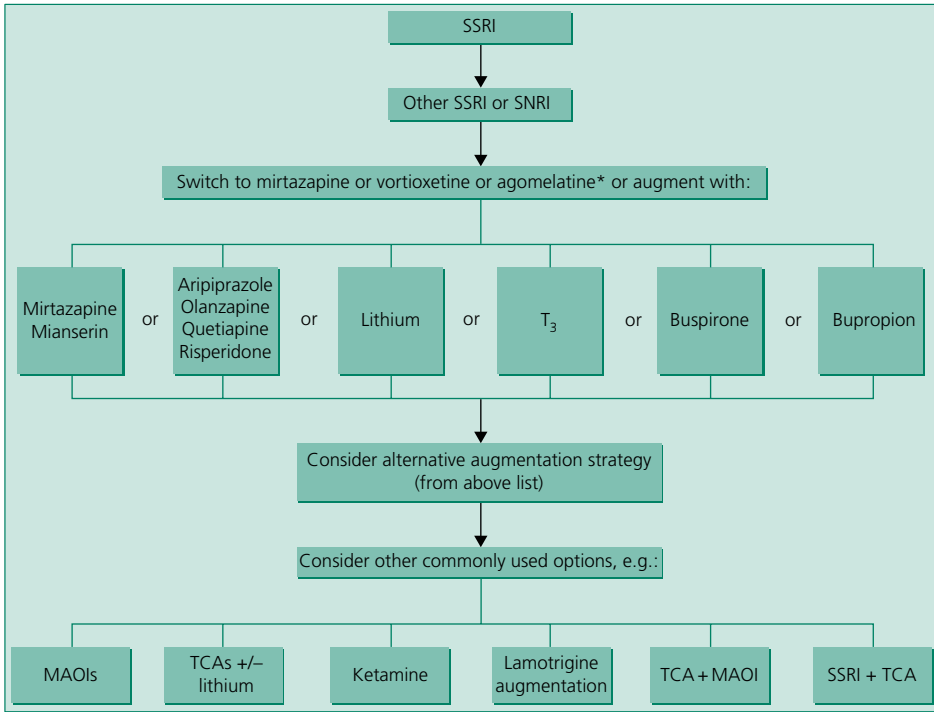 SSRI
Other SSRI or SNRI
Switch to mirtazapine or vortioxetine or agomelatine* or augment with:
Mirtazapine
Mianserin
or
Aripiprazole
Olanzapine
Quetiapine
Risperidone
or
Lithium
or
T₃
or
Buspirone
or
Bupropion
Consider alternative augmentation strategy
(from above list)
Consider other commonly used options, e.g.:
MAOIs
TCAs +/–
lithium
Ketamine
Lamotrigine
augmentation
TCA + MAOI
SSRI + TCA